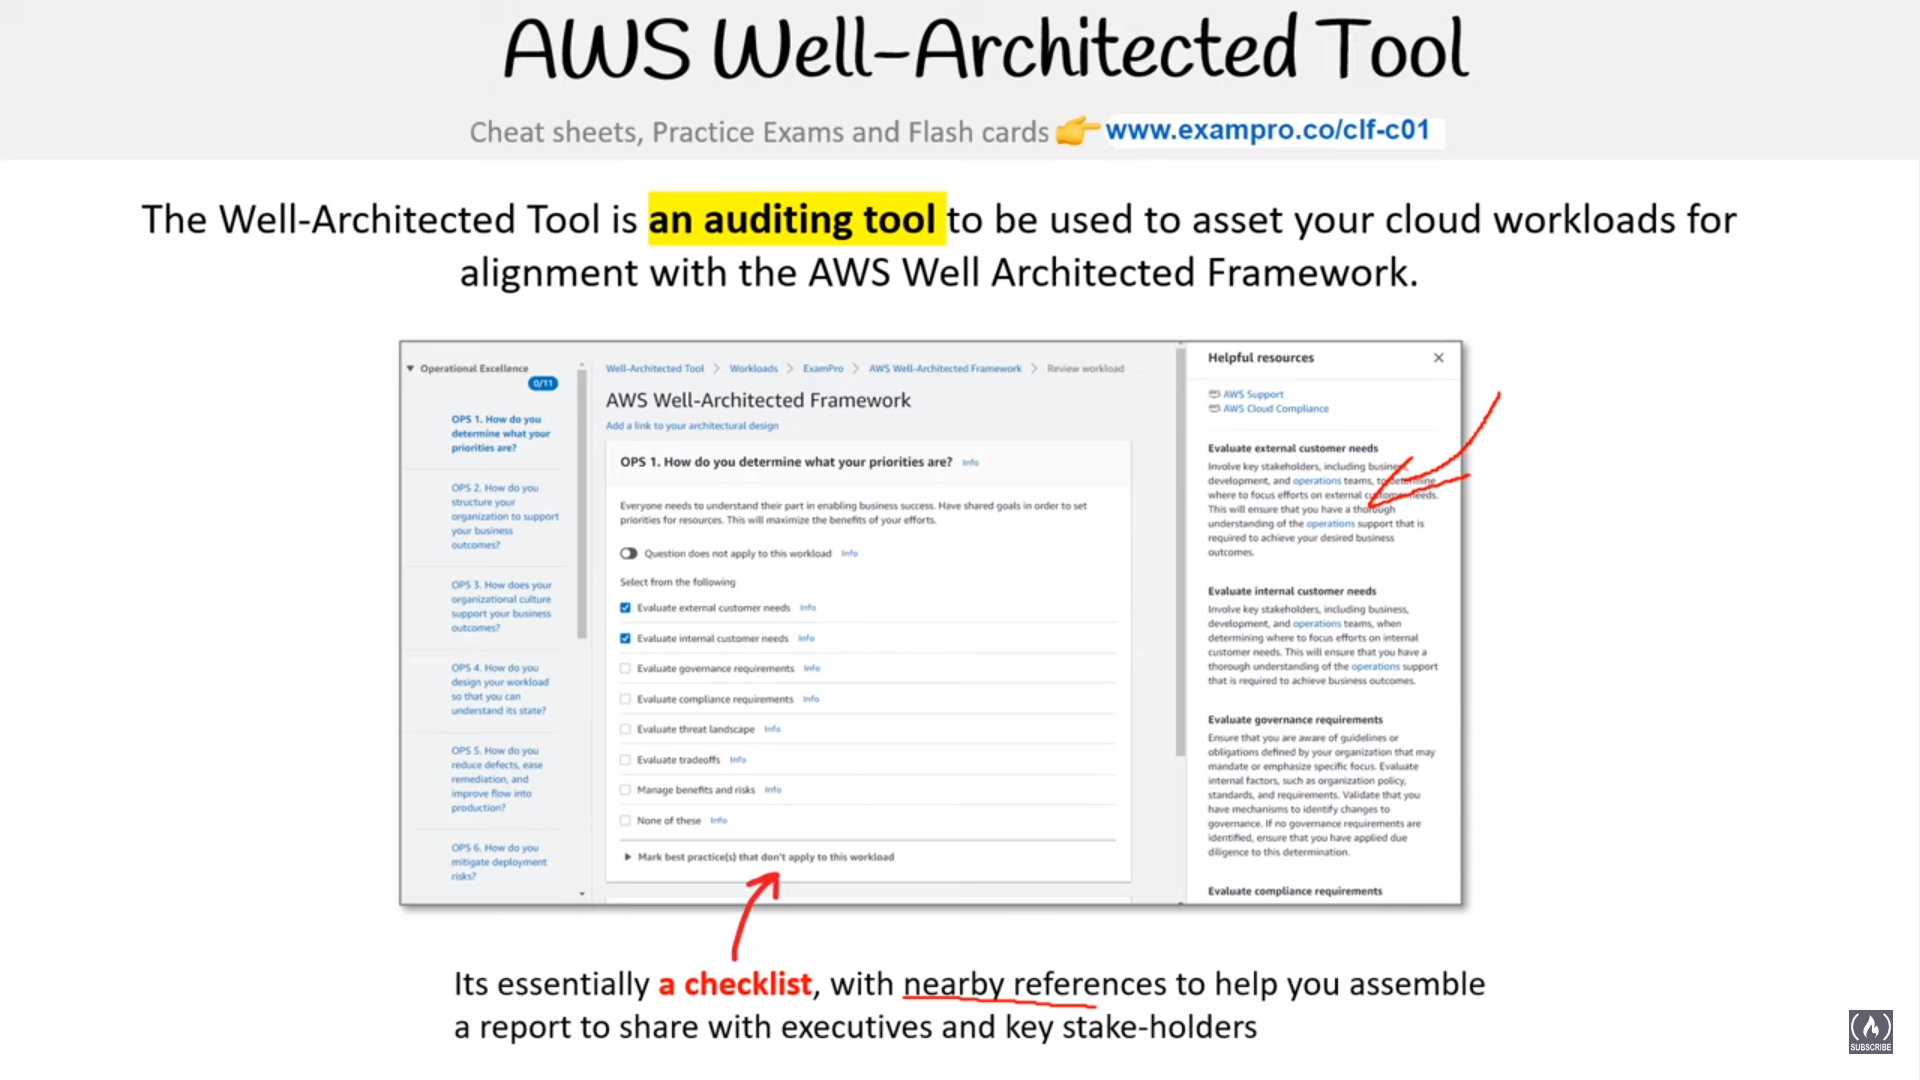 AWS Well-Architected Tool
Cheat sheets, Practice Exams and Flash cards 👉 www.exampro.co/clf-c01
The Well-Architected Tool is an auditing tool to be used to asset your cloud workloads for
alignment with the AWS Well Architected Framework.
Operational Excellence
0/11
OPS 1. How do you
determine what your
priorities are?
OPS 2. How do you
structure your
organization to support
your business
outcomes?
OPS 3. How does your
organizational culture
support your business
outcomes?
OPS 4. How do you
design your workload
so that you can
understand its state?
OPS 5. How do you
reduce defects, ease
remediation, and
improve flow into
production?
OPS 6. How do you
mitigate deployment
risks?
Well-Architected Tool > Workloads > ExamPro > AWS Well-Architected Framework > Review workload
AWS Well-Architected Framework
Add a link to your architectural design
OPS 1. How do you determine what your priorities are? Info
Everyone needs to understand their part in enabling business success. Have shared goals in order to set
priorities for resources. This will maximize the benefits of your efforts.
Question does not apply to this workload Info
Select from the following
Evaluate external customer needs Info
Evaluate internal customer needs Info
Evaluate governance requirements Info
Evaluate compliance requirements Info
Evaluate threat landscape Info
Evaluate tradeoffs Info
Manage benefits and risks Info
None of these Info
Mark best practice(s) that don't apply to this workload
Helpful resources
AWS Support
AWS Cloud Compliance
Evaluate external customer needs
Involve key stakeholders, including business,
development, and operations teams, to determine
where to focus efforts on external customer needs.
This will ensure that you have a thorough
understanding of the operations support that is
required to achieve your desired business
outcomes.
Evaluate internal customer needs
Involve key stakeholders, including business,
development, and operations teams, when
determining where to focus efforts on internal
customer needs. This will ensure that you have a
thorough understanding of the operations support
that is required to achieve business outcomes.
Evaluate governance requirements
Ensure that you are aware of guidelines or
obligations defined by your organization that may
mandate or emphasize specific focus. Evaluate
internal factors, such as organization policy,
standards, and requirements. Validate that you
have mechanisms to identify changes to
governance. If no governance requirements are
identified, ensure that you have applied due
diligence to this determination.
Evaluate compliance requirements
Its essentially a checklist, with nearby references to help you assemble
a report to share with executives and key stake-holders
SUBSCRIBE